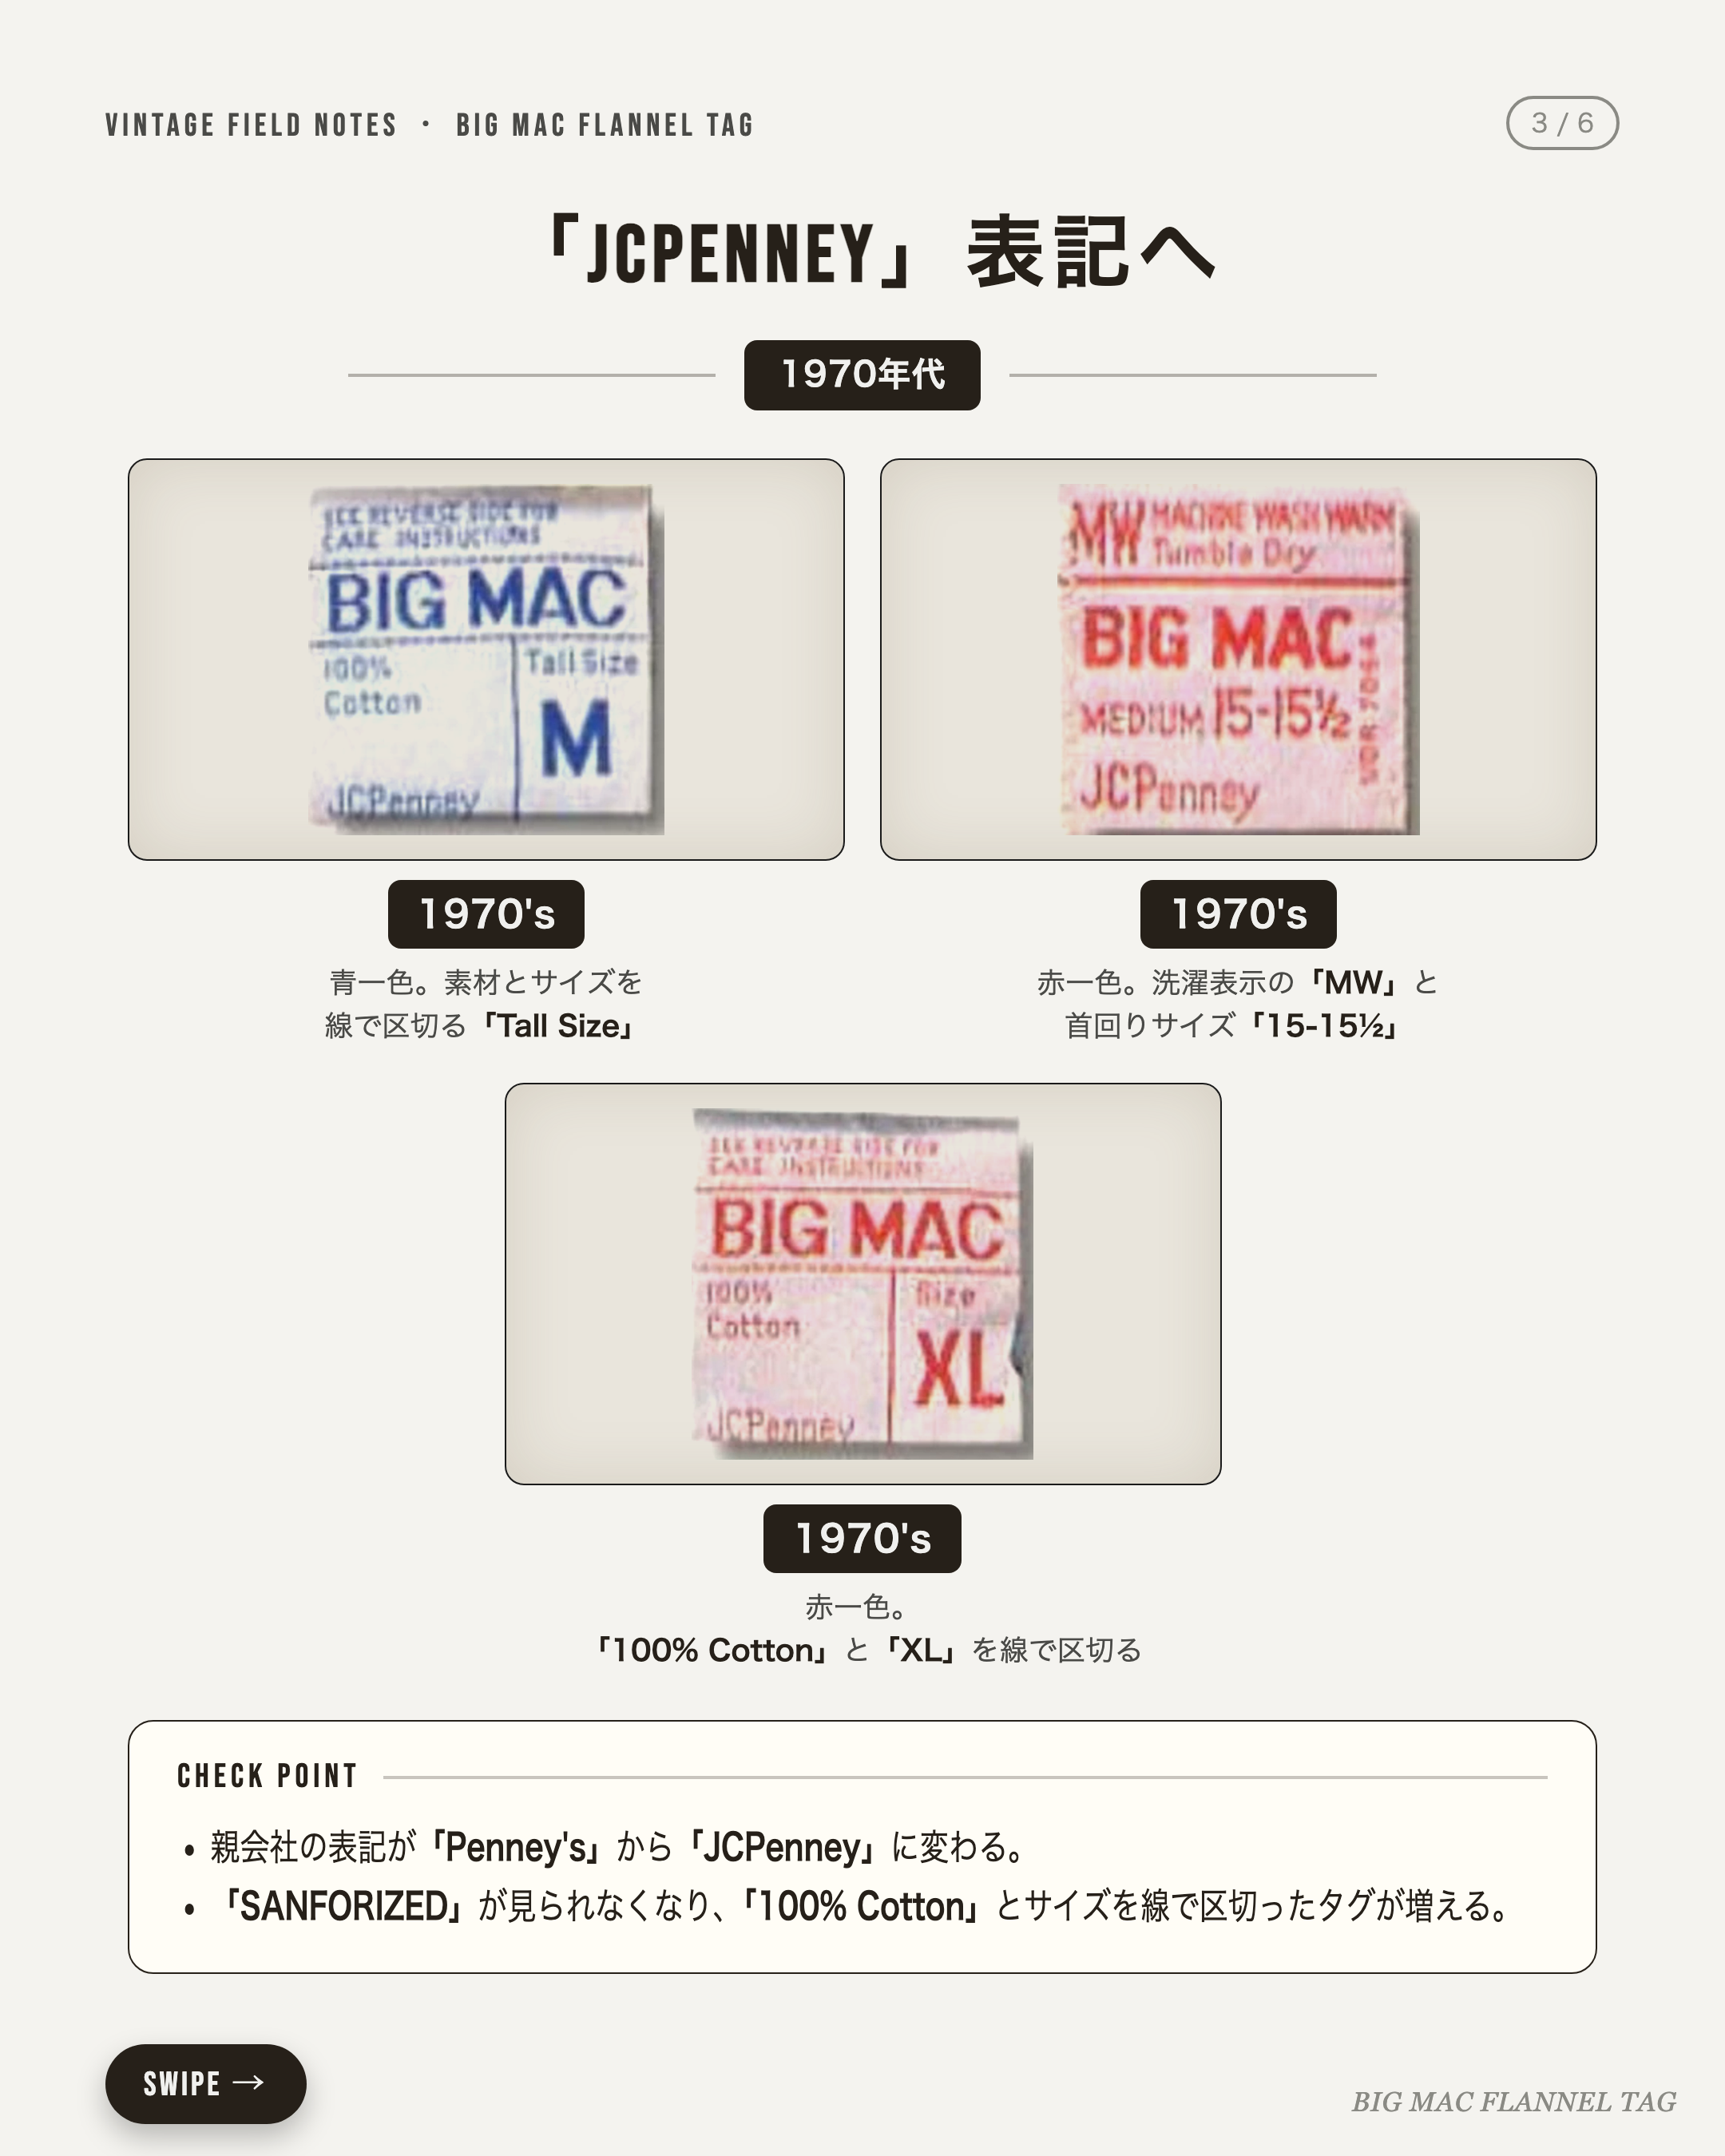 VINTAGE FIELD NOTES · BIG MAC FLANNEL TAG
3 / 6
「JCPENNEY」表記へ
1970年代
SEE REVERSE SIDE FOR
CARE INSTRUCTIONS
BIG MAC
100%
Cotton
Tall Size
M
JCPenney
MW MACHINE WASH WARM
Tumble Dry
BIG MAC
MEDIUM 15-15½
JCPenney
1970's
青一色。素材とサイズを
線で区切る「Tall Size」
1970's
赤一色。洗濯表示の「MW」と
首回りサイズ「15-15½」
SEE REVERSE SIDE FOR
CARE INSTRUCTIONS
BIG MAC
100%
Cotton
Size
XL
JCPenney
1970's
赤一色。
「100% Cotton」と「XL」を線で区切る
CHECK POINT
• 親会社の表記が「Penney's」から「JCPenney」に変わる。
• 「SANFORIZED」が見られなくなり、「100% Cotton」とサイズを線で区切ったタグが増える。
SWIPE →
BIG MAC FLANNEL TAG